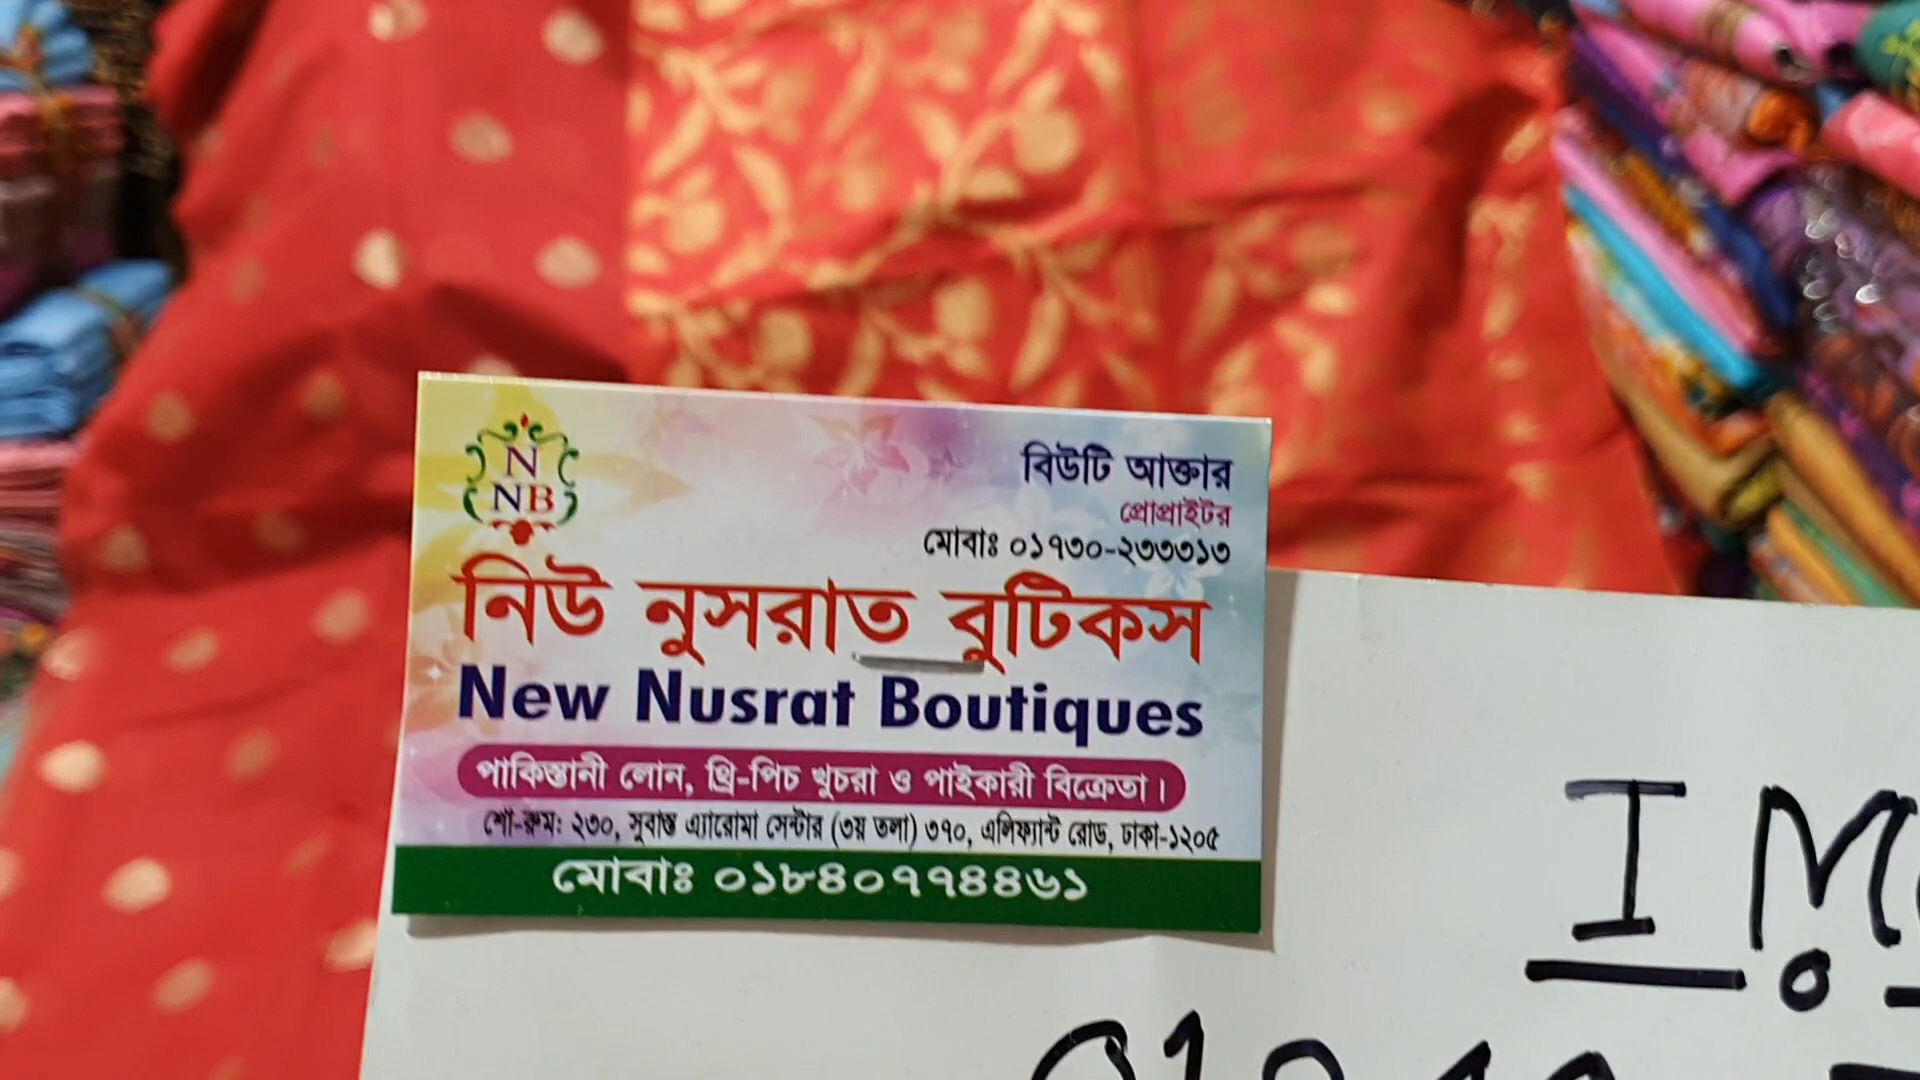 N
NB
বিউটি আক্তার
প্রোপ্রাইটর
মোবাঃ ০১৭৩০-২৩৩৩১৩
নিউ নুসরাত বুটিকস
New Nusrat Boutiques
পাকিস্তানী লোন, থ্রি-পিচ খুচরা ও পাইকারী বিক্রেতা।
শো-রুম: ২৩০, সুবাস্তু এ্যারোমা সেন্টার (৩য় তলা) ৩৭০, এলিফ্যান্ট রোড, ঢাকা-১২০৫
মোবাঃ ০১৮৪০৭৭৪৪৬১